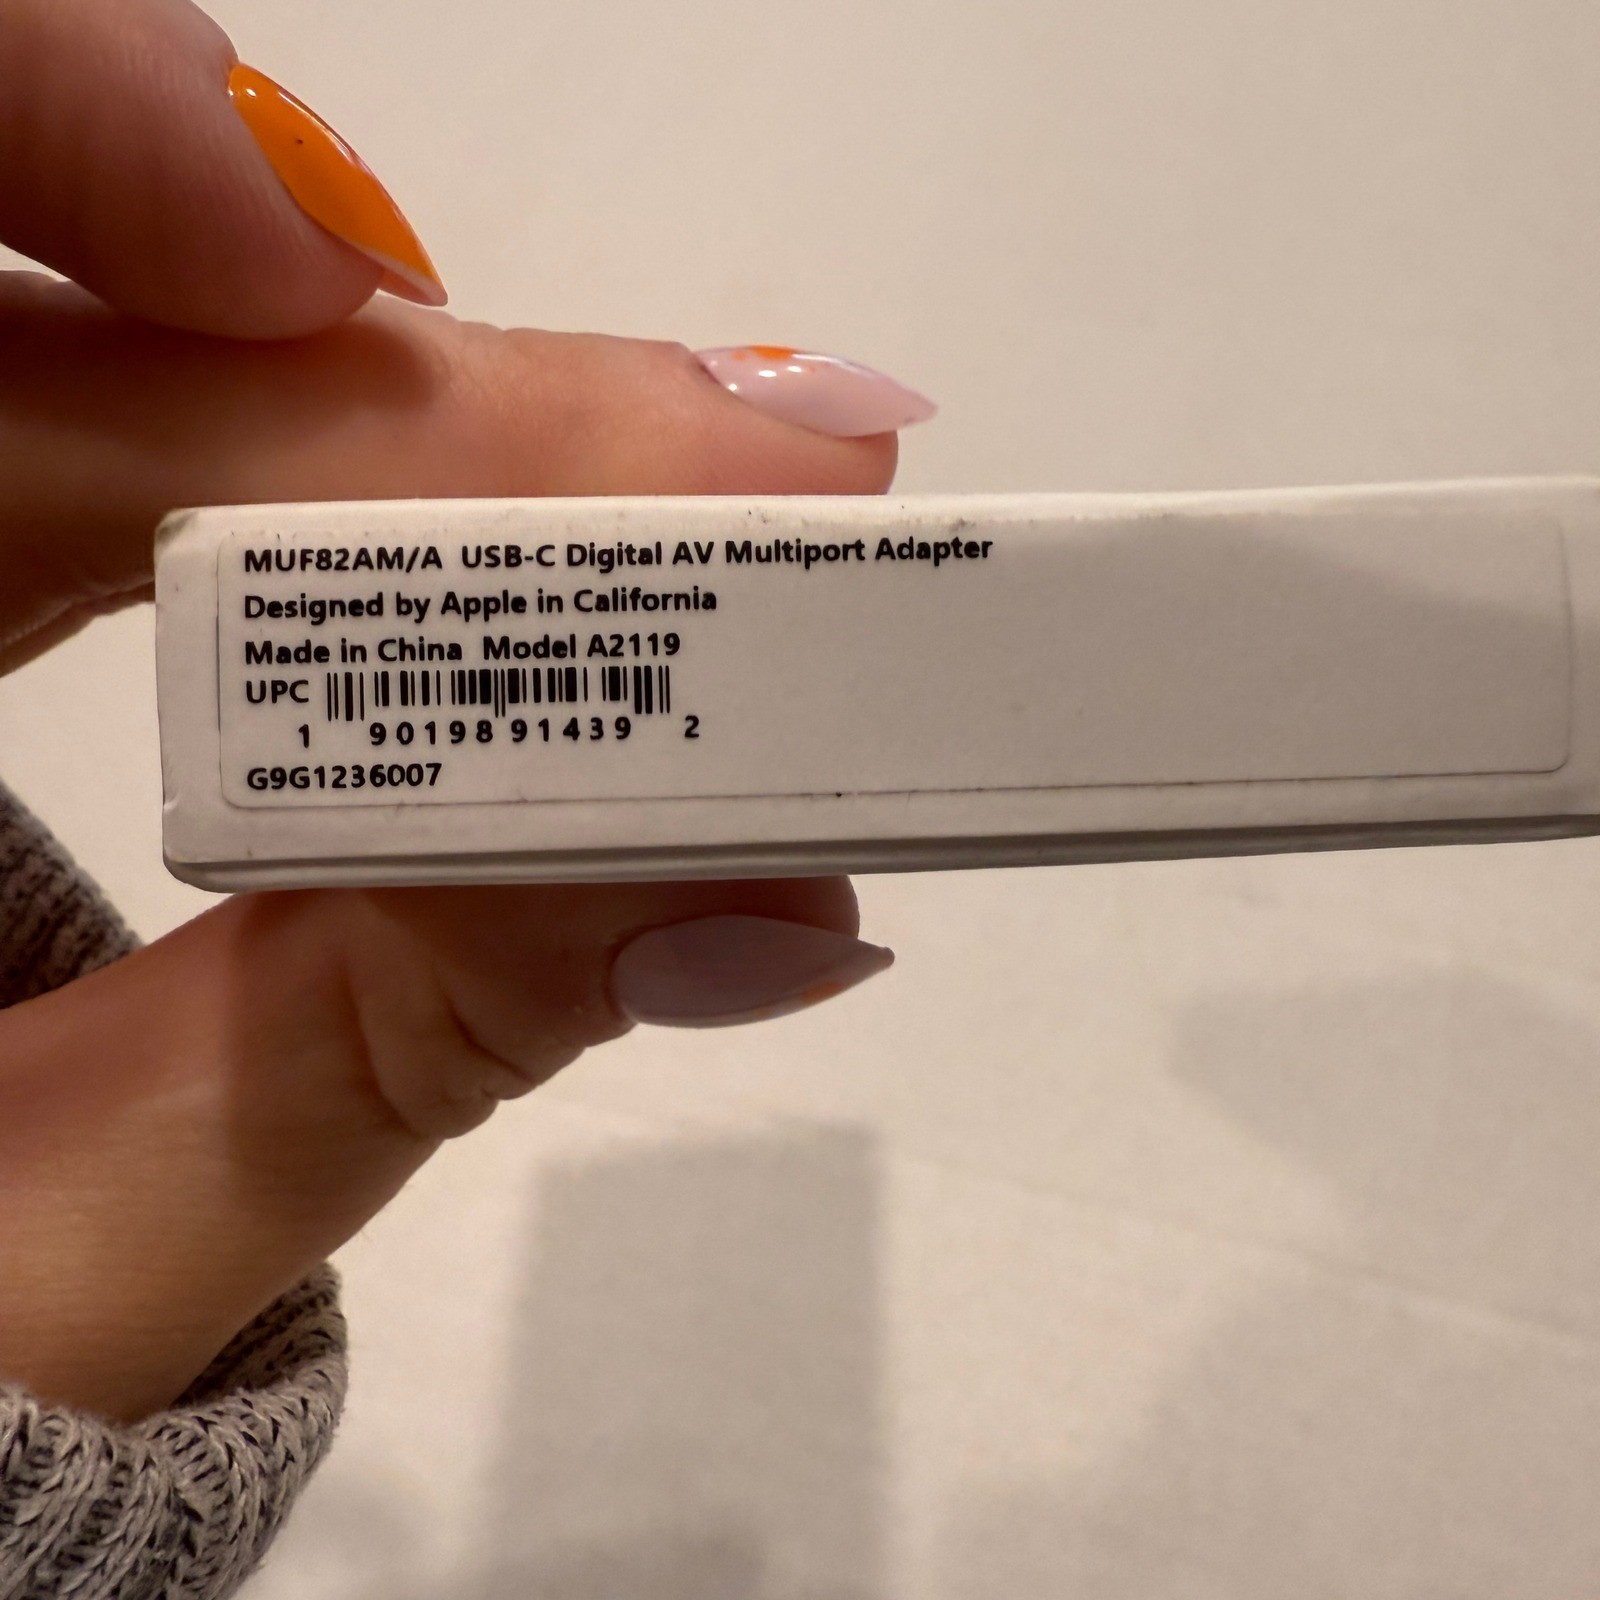 MUF82AM/A USB-C Digital AV Multiport Adapter
Designed by Apple in California
Made in China Model A2119
UPC
1 90198 91439 2
G9G1236007